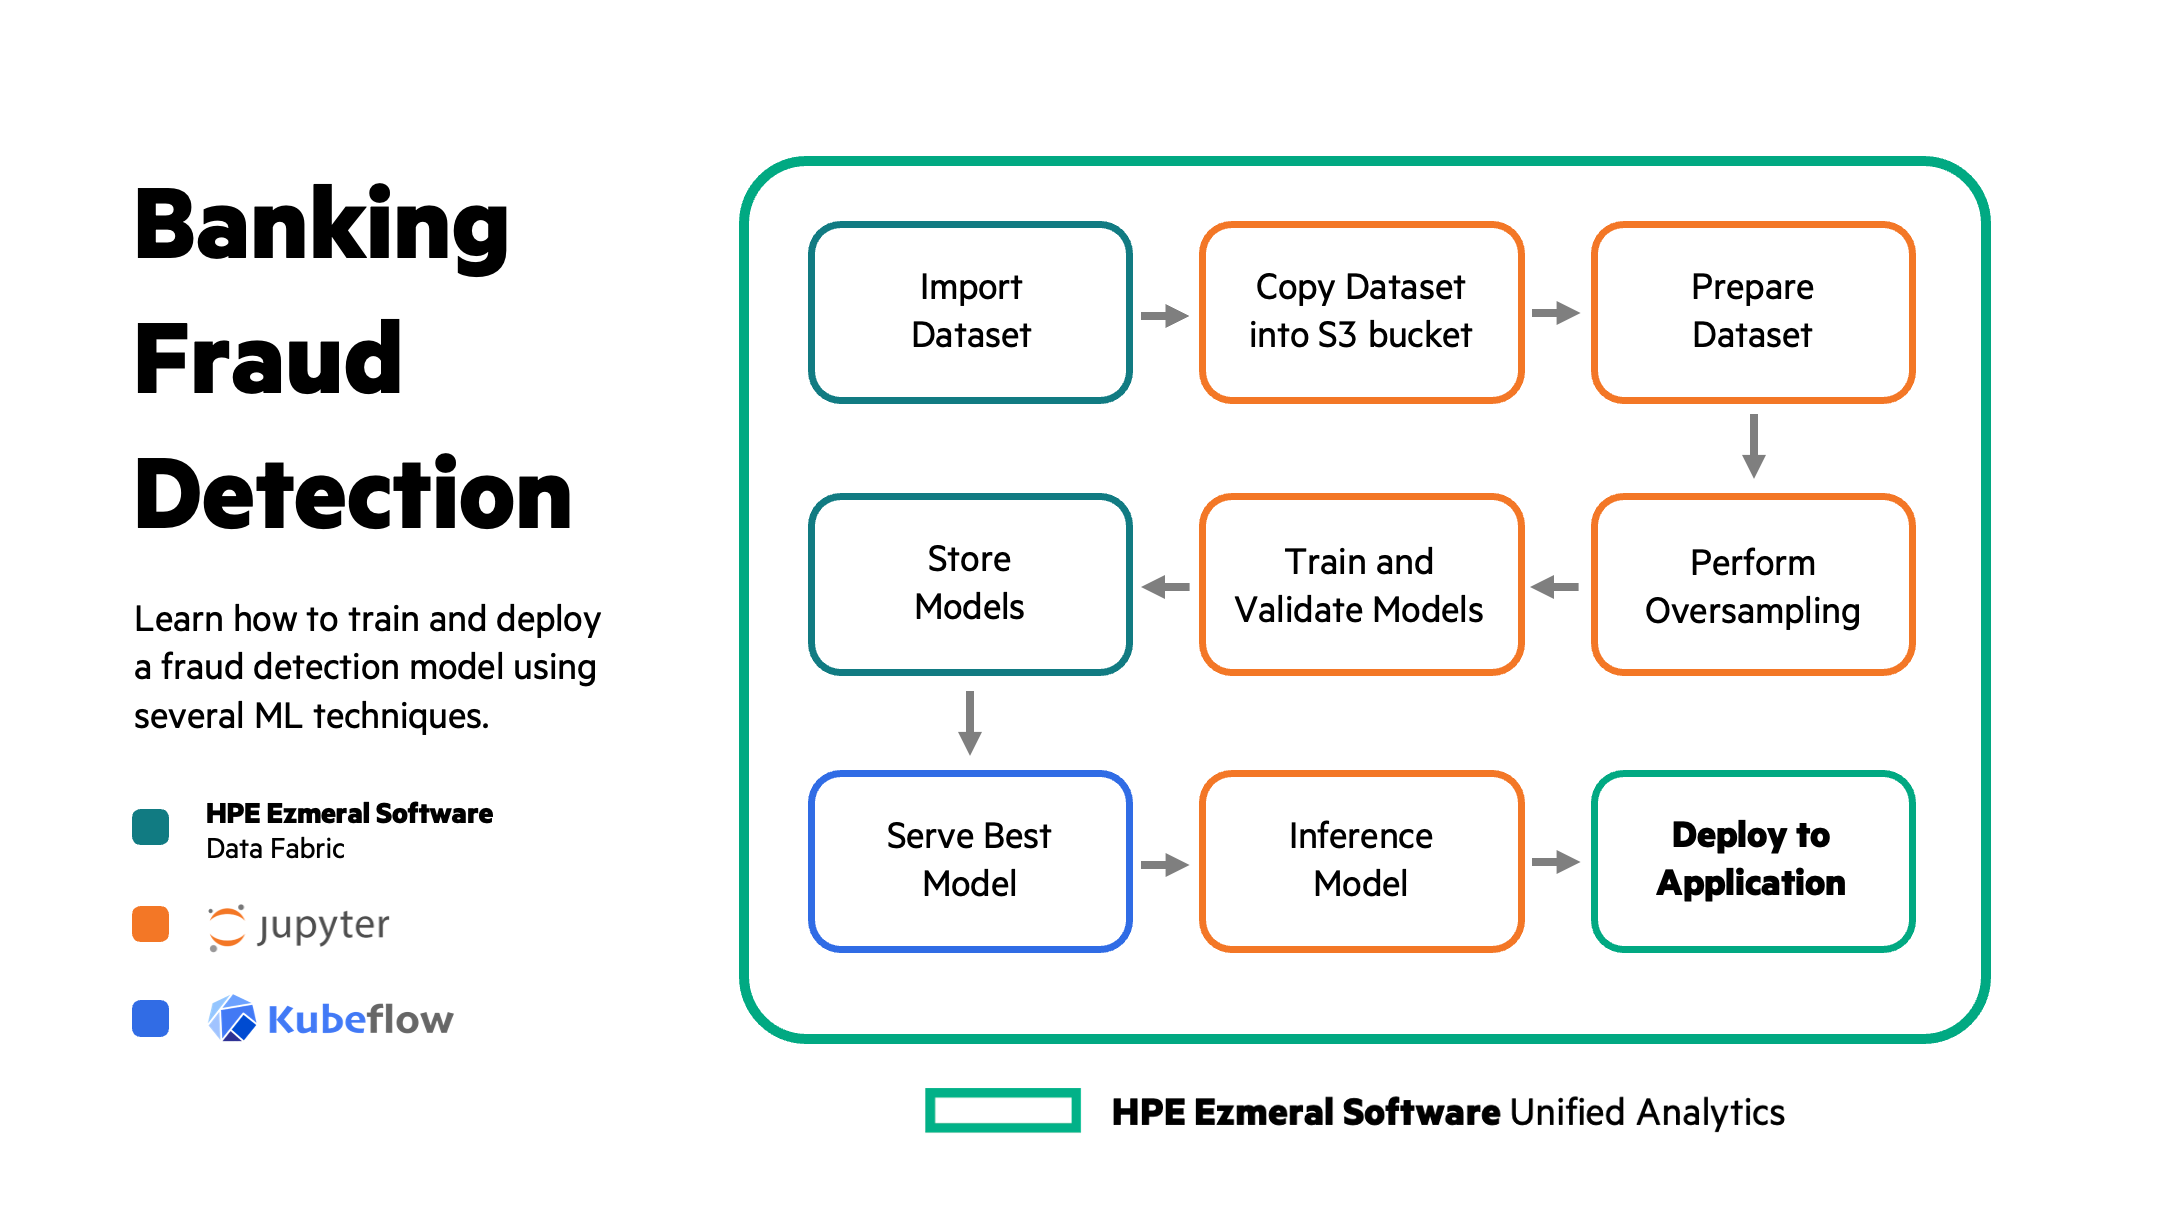 Banking
Fraud
Detection
Learn how to train and deploy
a fraud detection model using
several ML techniques.
HPE Ezmeral Software
Data Fabric
jupyter
Kubeflow
Import
Dataset
Copy Dataset
into S3 bucket
Prepare
Dataset
Store
Models
Train and
Validate Models
Perform
Oversampling
Serve Best
Model
Inference
Model
Deploy to
Application
HPE Ezmeral Software Unified Analytics